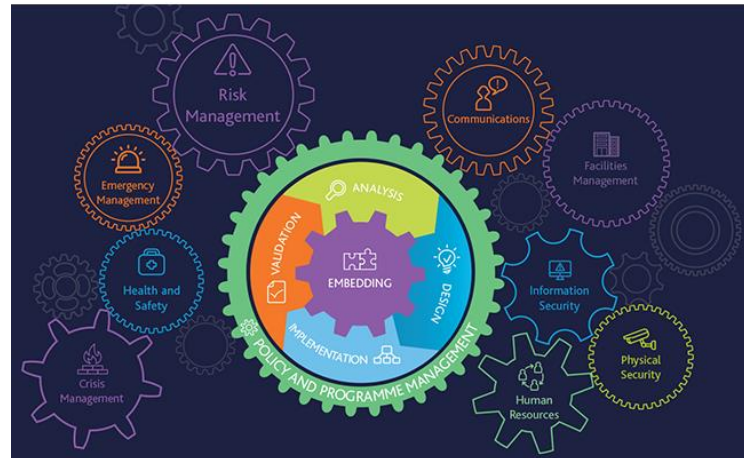 Risk
Management
Communications
Facilities
Management
Emergency
Management
ANALYSIS
VALIDATION
EMBEDDING
DESIGN
Health and
Safety
Information
Security
IMPLEMENTATION
POLICY AND PROGRAMME MANAGEMENT
Physical
Security
Crisis
Management
Human
Resources